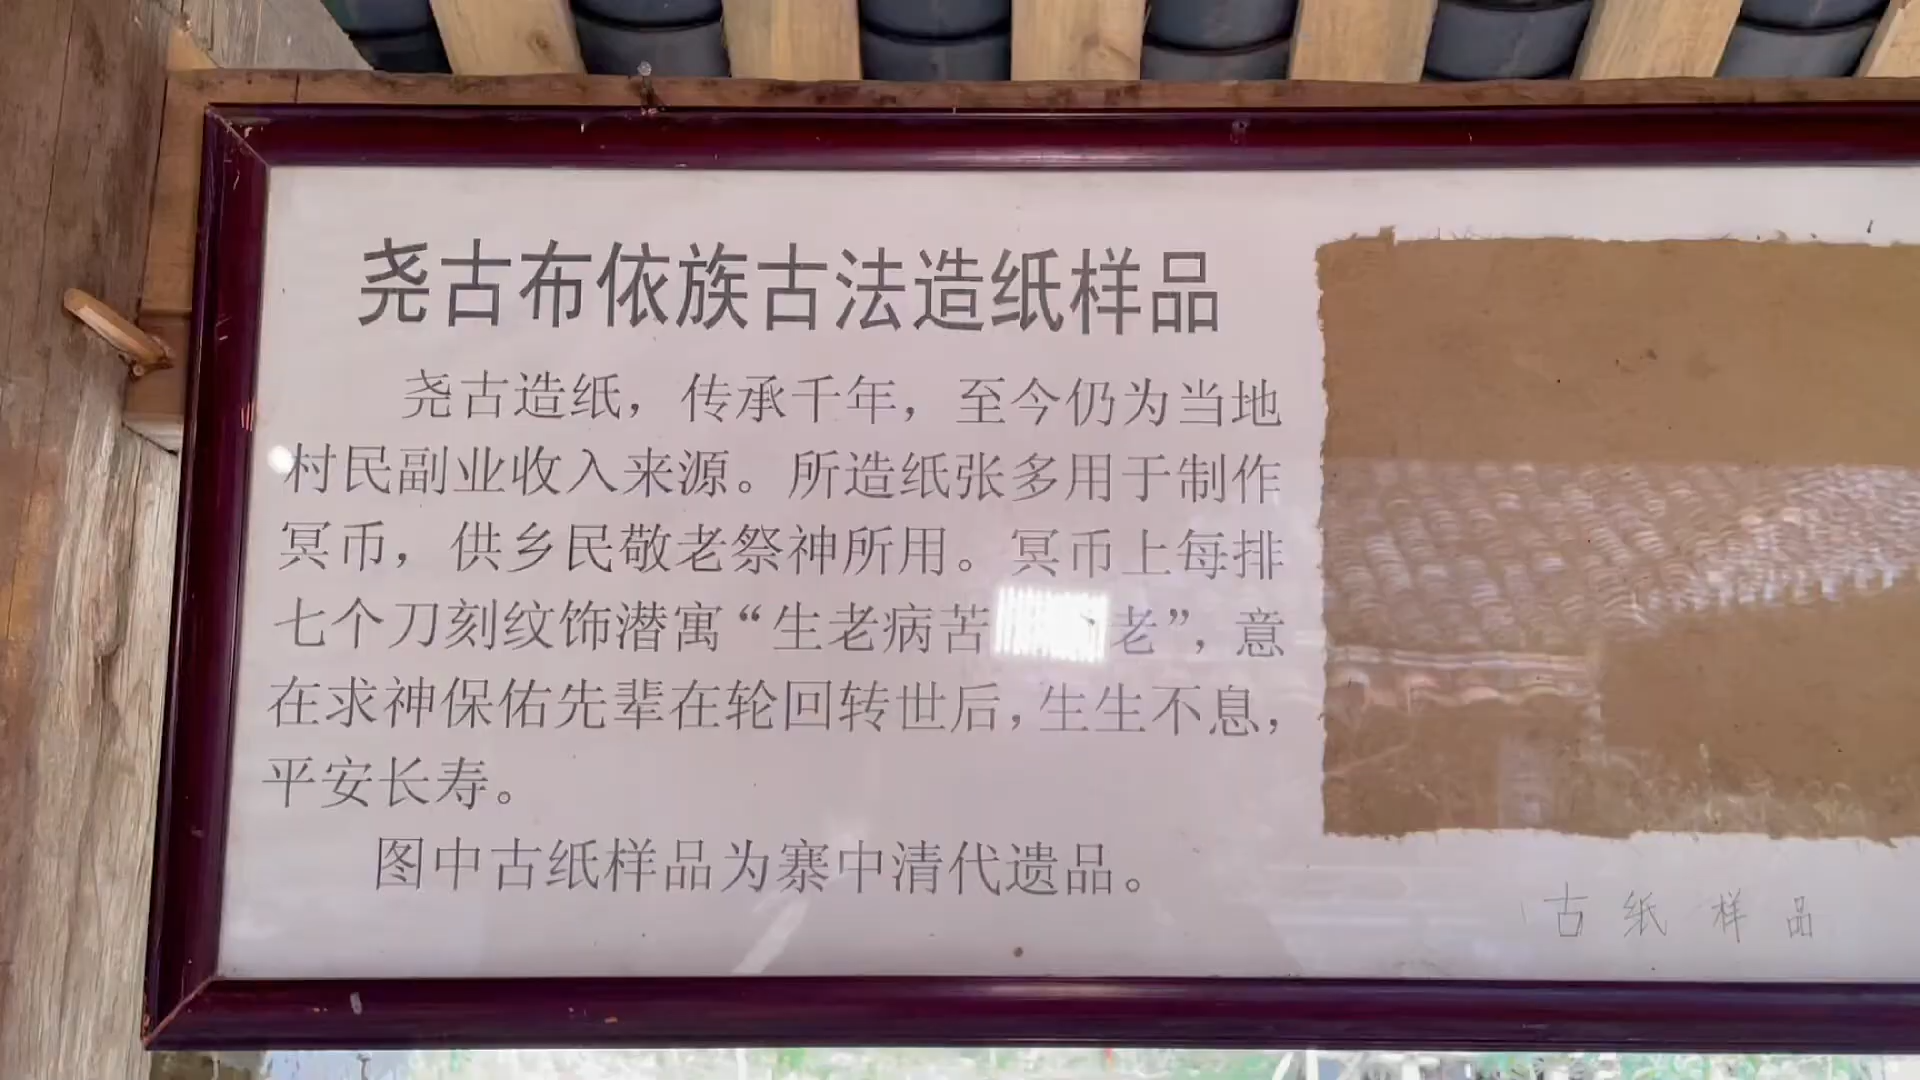 尧古布依族古法造纸样品
尧古造纸，传承千年，至今仍为当地
村民副业收入来源。所造纸张多用于制作
冥币，供乡民敬老祭神所用。冥币上每排
七个刀刻纹饰潜寓“生老病苦 老”，意
在求神保佑先辈在轮回转世后，生生不息，
平安长寿。
图中古纸样品为寨中清代遗品。
古纸样品